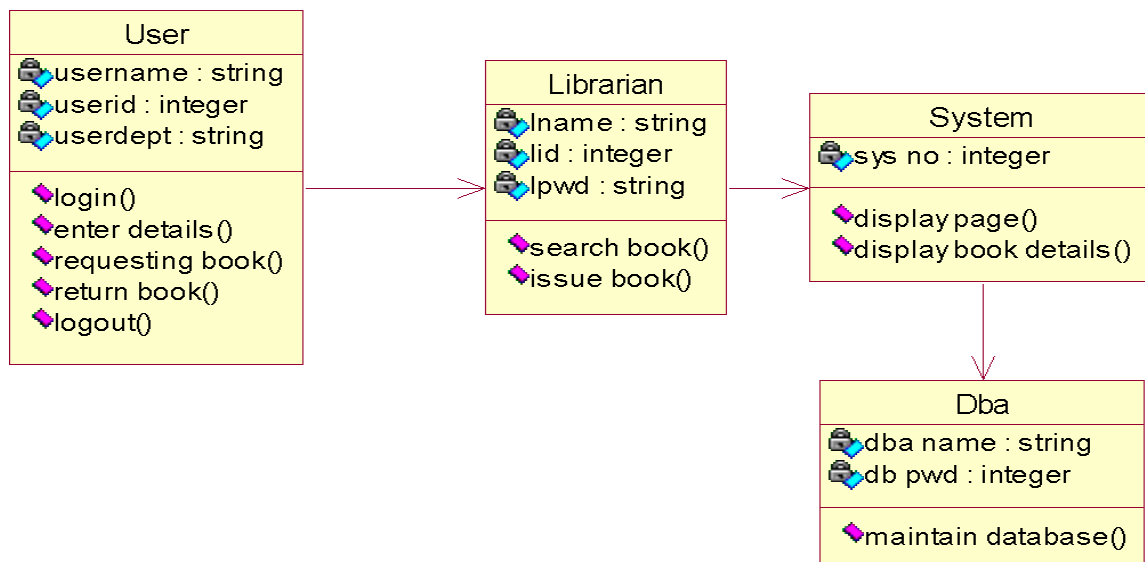 User
username : string
userid : integer
userdept : string
login()
enter details()
requesting book()
return book()
logout()
Librarian
lname : string
lid : integer
lpwd : string
search book()
issue book()
System
sys no : integer
display page()
display book details()
Dba
dba name : string
db pwd : integer
maintain database()